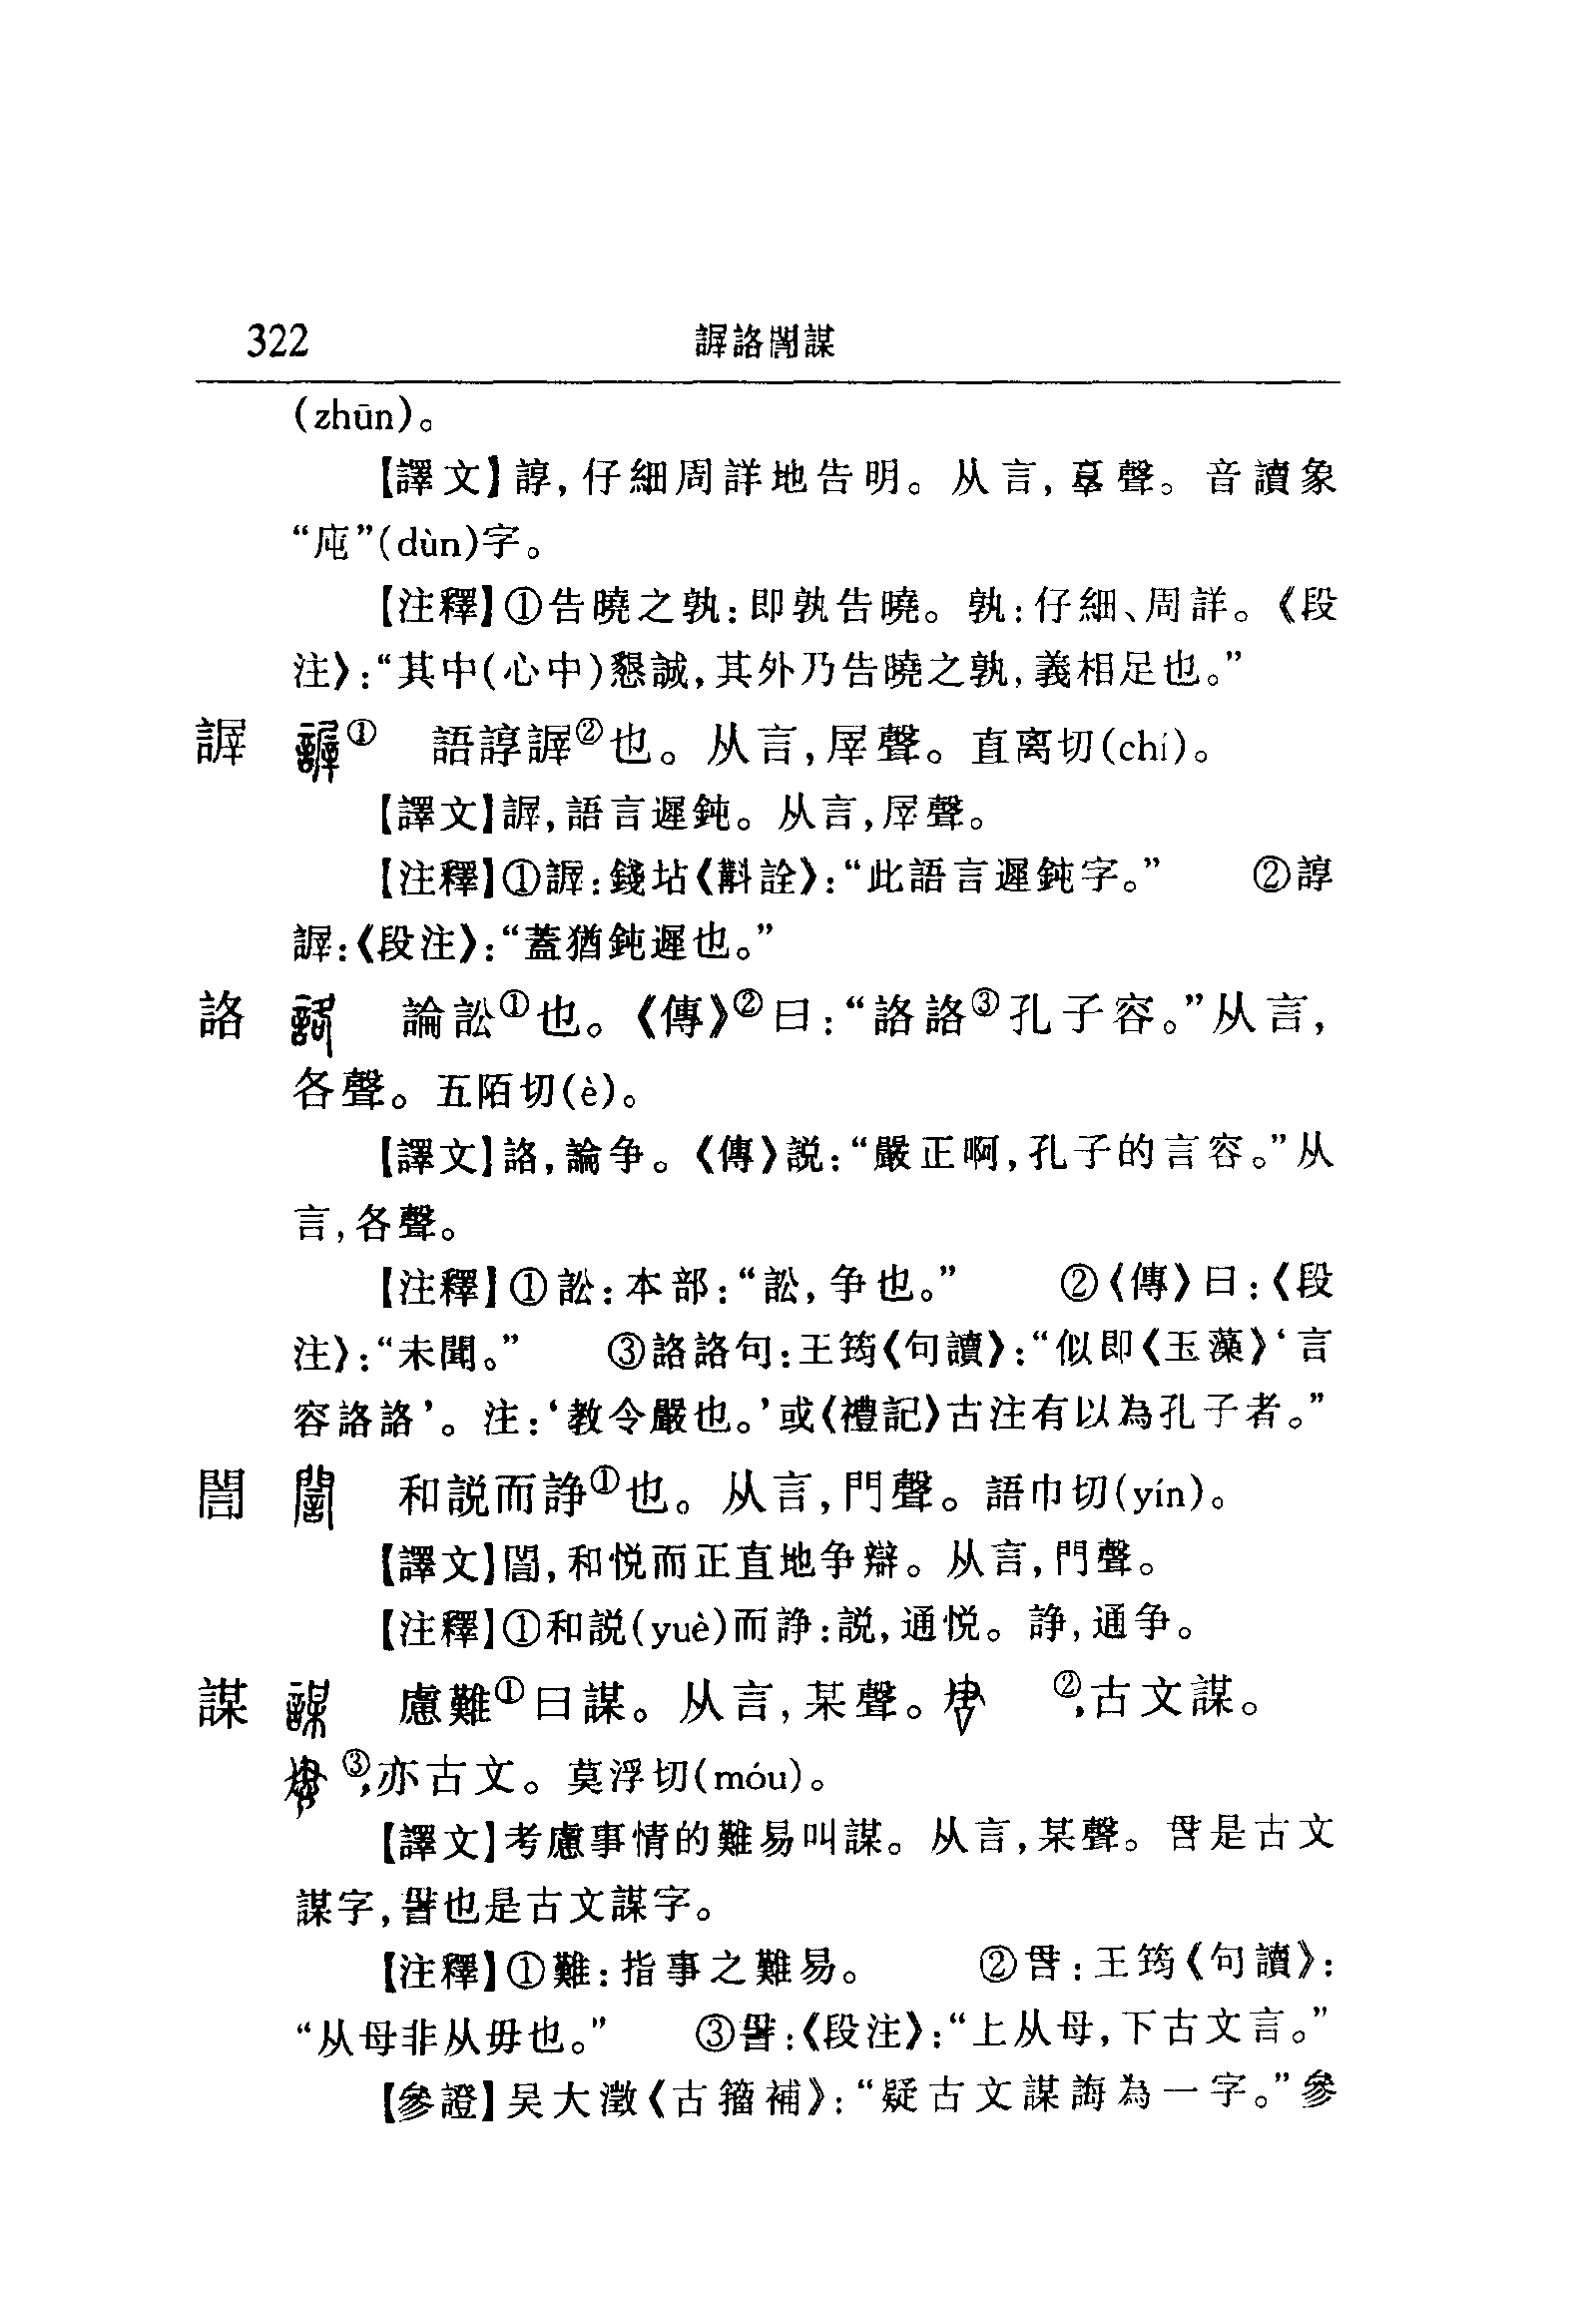 322 謘詻誾謀
(zhūn)。
【譯文】諄,仔細周詳地告明。从言,𦎫聲。音讀象
“庉”(dùn)字。
【注釋】①告曉之孰:即孰告曉。孰:仔細、周詳。《段
注》:“其中(心中)懇誠,其外乃告曉之孰,義相足也。”
謘 ① 語諄謘②也。从言,屖聲。直离切(chí)。
【譯文】謘,語言遲鈍。从言,屖聲。
【注釋】①謘:錢坫《斠詮》:“此語言遲鈍字。” ②諄
謘:《段注》:“蓋猶鈍遲也。”
詻 論訟①也。《傳》②曰:“詻詻③孔子容。”从言,
各聲。五陌切(è)。
【譯文】詻,論争。《傳》説:“嚴正啊,孔子的言容。”从
言,各聲。
【注釋】①訟:本部:“訟,争也。” ②《傳》曰:《段
注》:“未聞。” ③詻詻句:王筠《句讀》:“似即《玉藻》‘言
容詻詻’。注:‘教令嚴也。’或《禮記》古注有以為孔子者。”
誾 和説而諍①也。从言,門聲。語巾切(yín)。
【譯文】誾,和悦而正直地争辯。从言,門聲。
【注釋】①和説(yuè)而諍:説,通悦。諍,通争。
謀 慮難①曰謀。从言,某聲。 ②,古文謀。
③,亦古文。莫浮切(móu)。
【譯文】考慮事情的難易叫謀。从言,某聲。是古文
謀字,也是古文謀字。
【注釋】①難:指事之難易。 ②:王筠《句讀》:
“从母非从毋也。” ③:《段注》:“上从母,下古文言。”
【參證】吴大澂《古籀補》:“疑古文謀誨為一字。”參